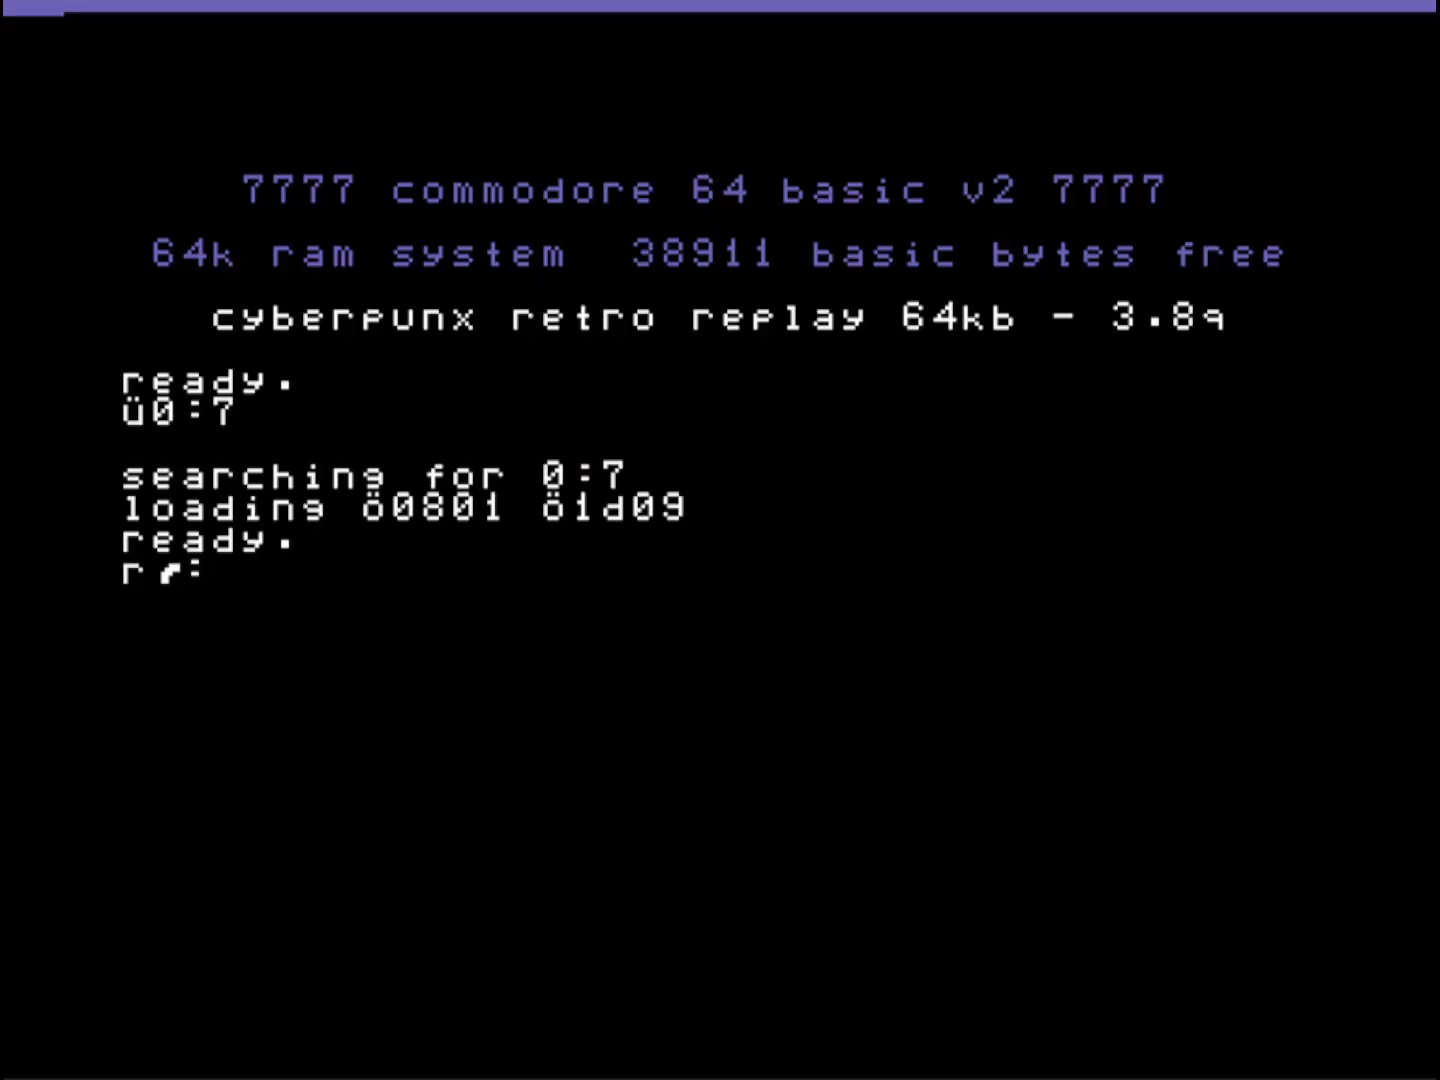 7777 commodore 64 basic v2 7777
64k ram system 38911 basic bytes free
cyberpunx retro replay 64kb - 3.8q
ready.
ü0:7
searching for 0:7
loading ö0801 ö1d09
ready.
r :